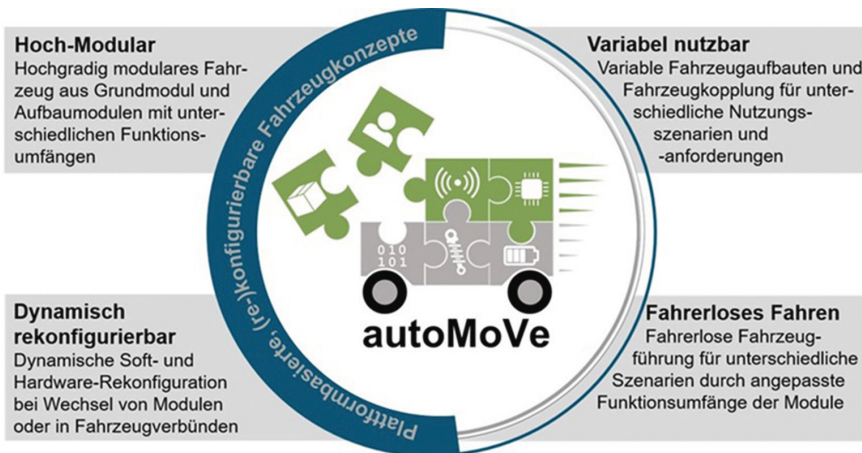 Hoch-Modular
Hochgradig modulares Fahr-
zeug aus Grundmodul und
Aufbaumodulen mit unter-
schiedlichen Funktions-
umfängen
Variabel nutzbar
Variable Fahrzeugaufbauten und
Fahrzeugkopplung für unter-
schiedliche Nutzungs-
szenarien und
-anforderungen
Plattformbasierte, (re-)konfigurierbare Fahrzeugkonzepte
010
101
autoMoVe
Dynamisch
rekonfigurierbar
Dynamische Soft- und
Hardware-Rekonfiguration
bei Wechsel von Modulen
oder in Fahrzeugverbünden
Fahrerloses Fahren
Fahrerlose Fahrzeug-
führung für unterschiedliche
Szenarien durch angepasste
Funktionsumfänge der Module